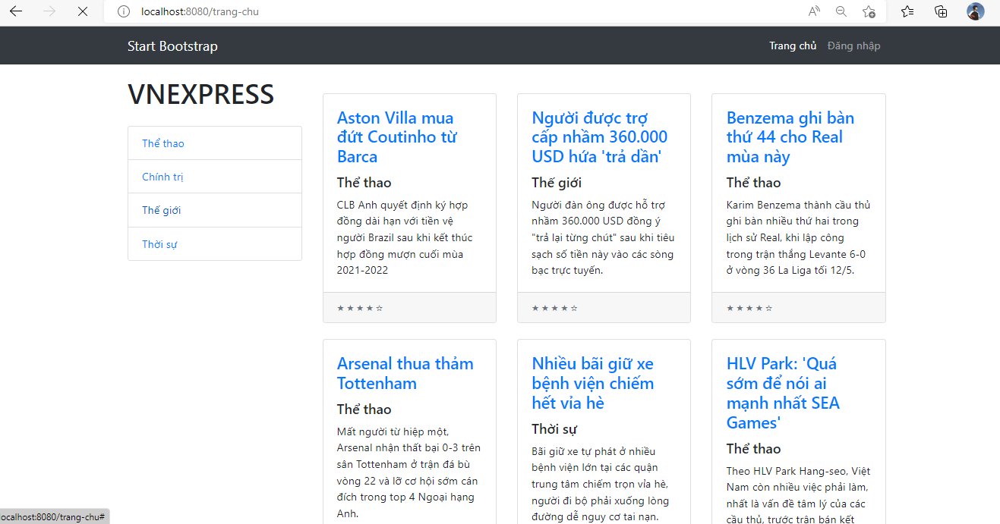 localhost:8080/trang-chu
Start Bootstrap
Trang chủ
Đăng nhập
VNEXPRESS
Thể thao
Chính trị
Thế giới
Thời sự
Aston Villa mua
đứt Coutinho từ
Barca
Thể thao
CLB Anh quyết định ký hợp
đồng dài hạn với tiền vệ
người Brazil sau khi kết thúc
hợp đồng mượn cuối mùa
2021-2022
★ ★ ★ ★ ☆
Người được trợ
cấp nhầm 360.000
USD hứa 'trả dần'
Thế giới
Người đàn ông được hỗ trợ
nhầm 360.000 USD đồng ý
"trả lại từng chút" sau khi tiêu
sạch số tiền này vào các sòng
bạc trực tuyến.
★ ★ ★ ★ ☆
Benzema ghi bàn
thứ 44 cho Real
mùa này
Thể thao
Karim Benzema thành cầu thủ
ghi bàn nhiều thứ hai trong
lịch sử Real, khi lập công
trong trận thắng Levante 6-0
ở vòng 36 La Liga tối 12/5.
★ ★ ★ ★ ☆
Arsenal thua thảm
Tottenham
Thể thao
Mất người từ hiệp một,
Arsenal nhận thất bại 0-3 trên
sân Tottenham ở trận đá bù
vòng 22 và lỡ cơ hội sớm cán
đích trong top 4 Ngoại hạng
Anh.
Nhiều bãi giữ xe
bệnh viện chiếm
hết vỉa hè
Thời sự
Bãi giữ xe tự phát ở nhiều
bệnh viện lớn tại các quận
trung tâm chiếm trọn vỉa hè,
người đi bộ phải xuống lòng
đường dễ nguy cơ tai nạn.
HLV Park: 'Quá
sớm để nói ai
mạnh nhất SEA
Games'
Thể thao
Theo HLV Park Hang-seo, Việt
Nam còn nhiều việc phải làm,
nhất là vấn đề tâm lý của các
cầu thủ, trước trận bán kết
localhost:8080/trang-chu#